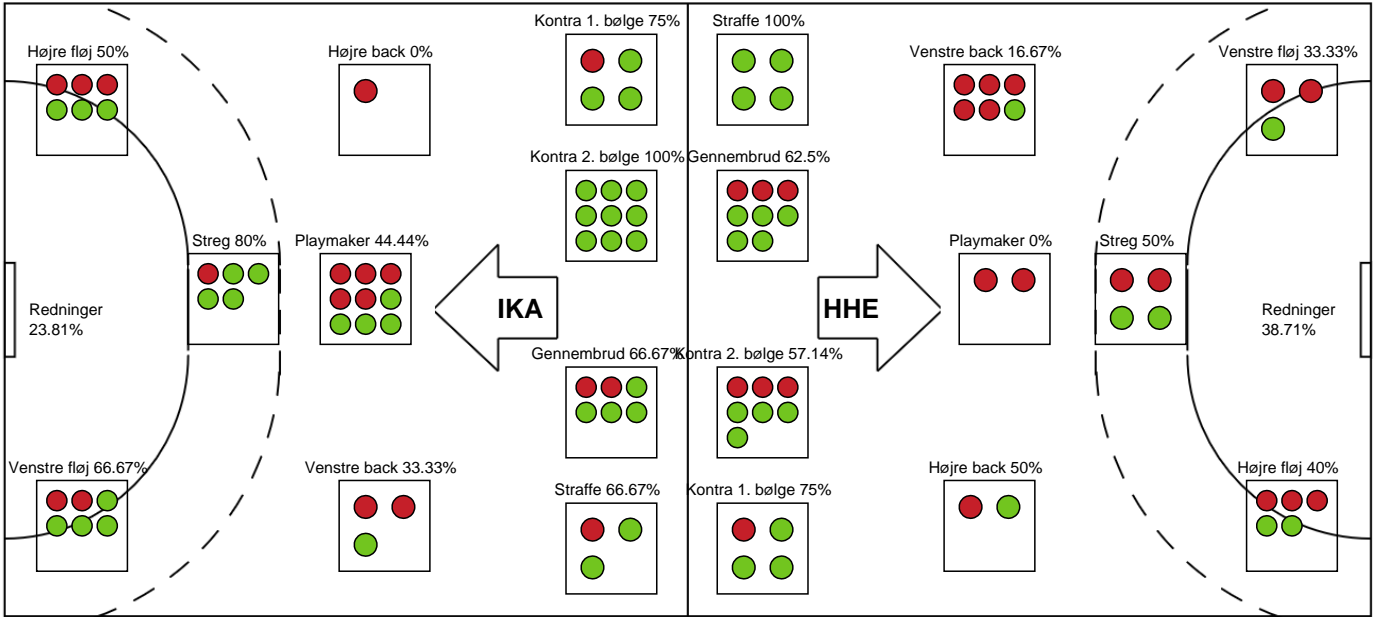 Kontra 1. bølge 75%
Straffe 100%
Højre fløj 50%
Højre back 0%
Venstre back 16.67%
Venstre fløj 33.33%
Kontra 2. bølge 100%
Gennembrud 62.5%
Streg 80%
Playmaker 44.44%
Playmaker 0%
Streg 50%
Redninger
23.81%
IKA
HHE
Redninger
38.71%
Gennembrud 66.67%
Kontra 2. bølge 57.14%
Venstre fløj 66.67%
Venstre back 33.33%
Straffe 66.67%
Kontra 1. bølge 75%
Højre back 50%
Højre fløj 40%